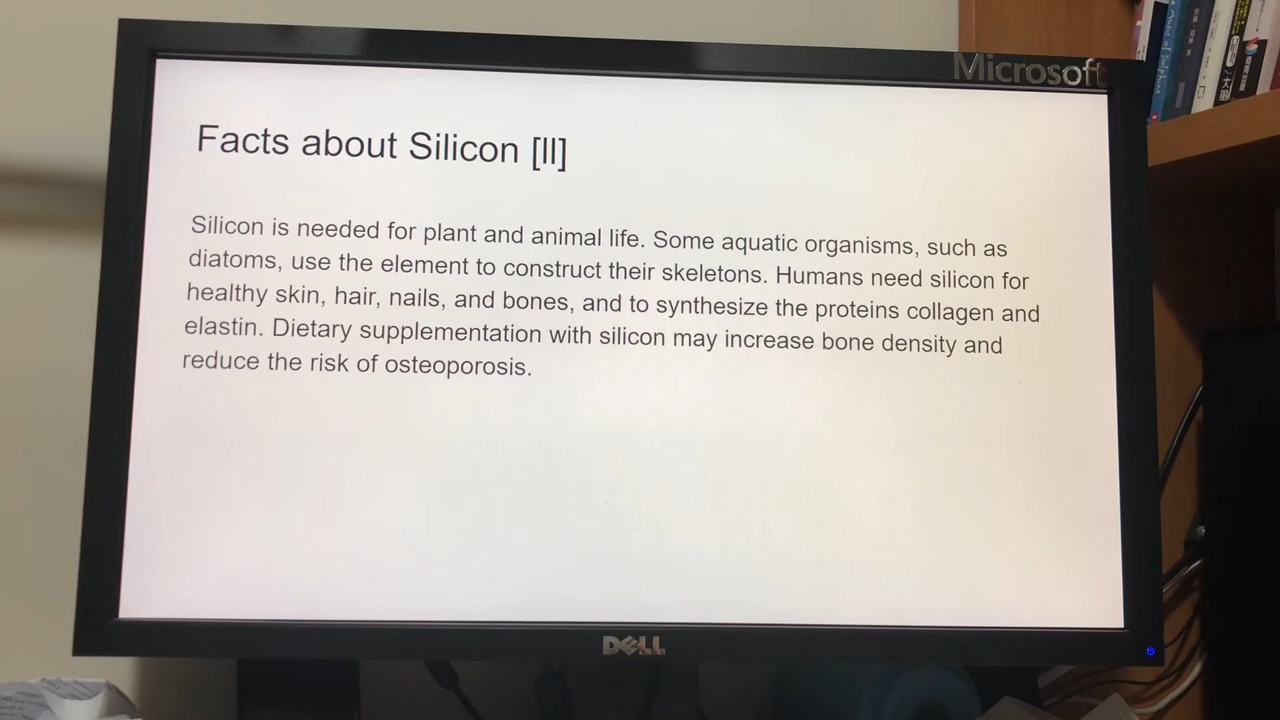 Microsoft
Facts about Silicon [II]
Silicon is needed for plant and animal life. Some aquatic organisms, such as
diatoms, use the element to construct their skeletons. Humans need silicon for
healthy skin, hair, nails, and bones, and to synthesize the proteins collagen and
elastin. Dietary supplementation with silicon may increase bone density and
reduce the risk of osteoporosis.
DELL